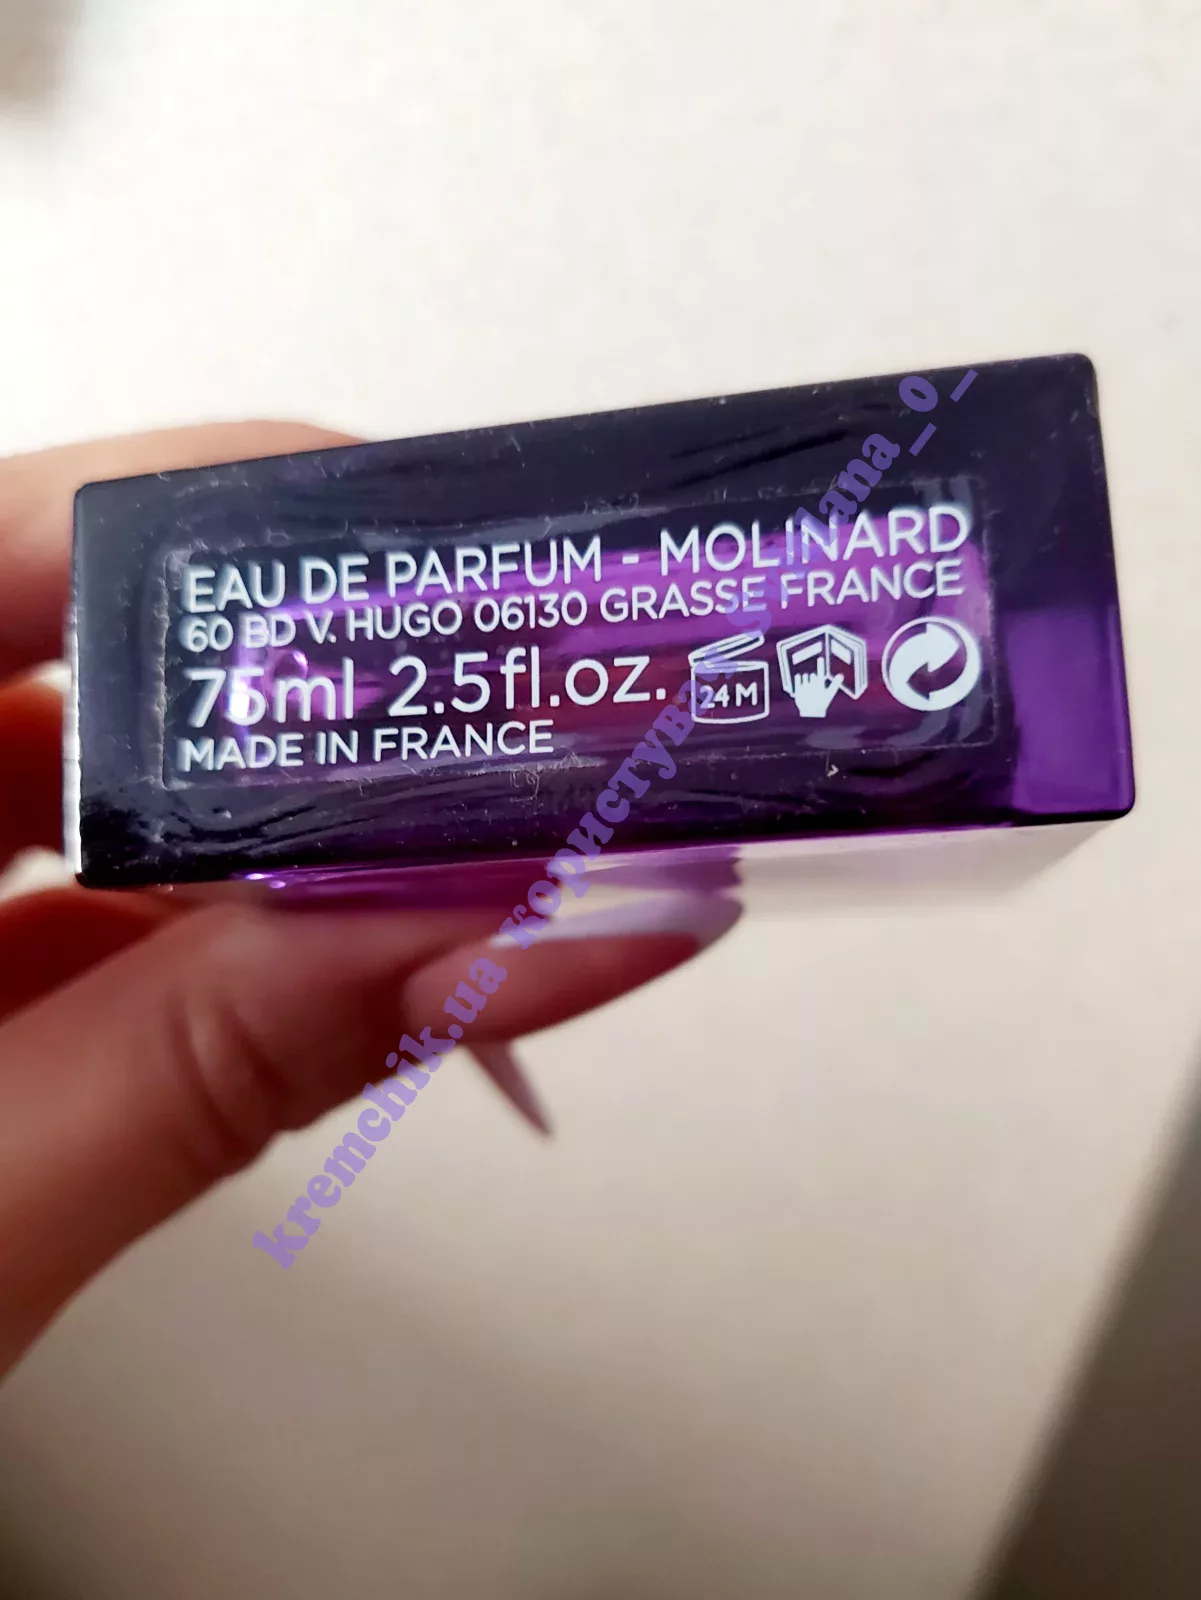 EAU DE PARFUM - MOLINARD
60 BD V. HUGO 06130 GRASSE FRANCE
75ml 2.5fl.oz.
24M
MADE IN FRANCE
kremchik.ua